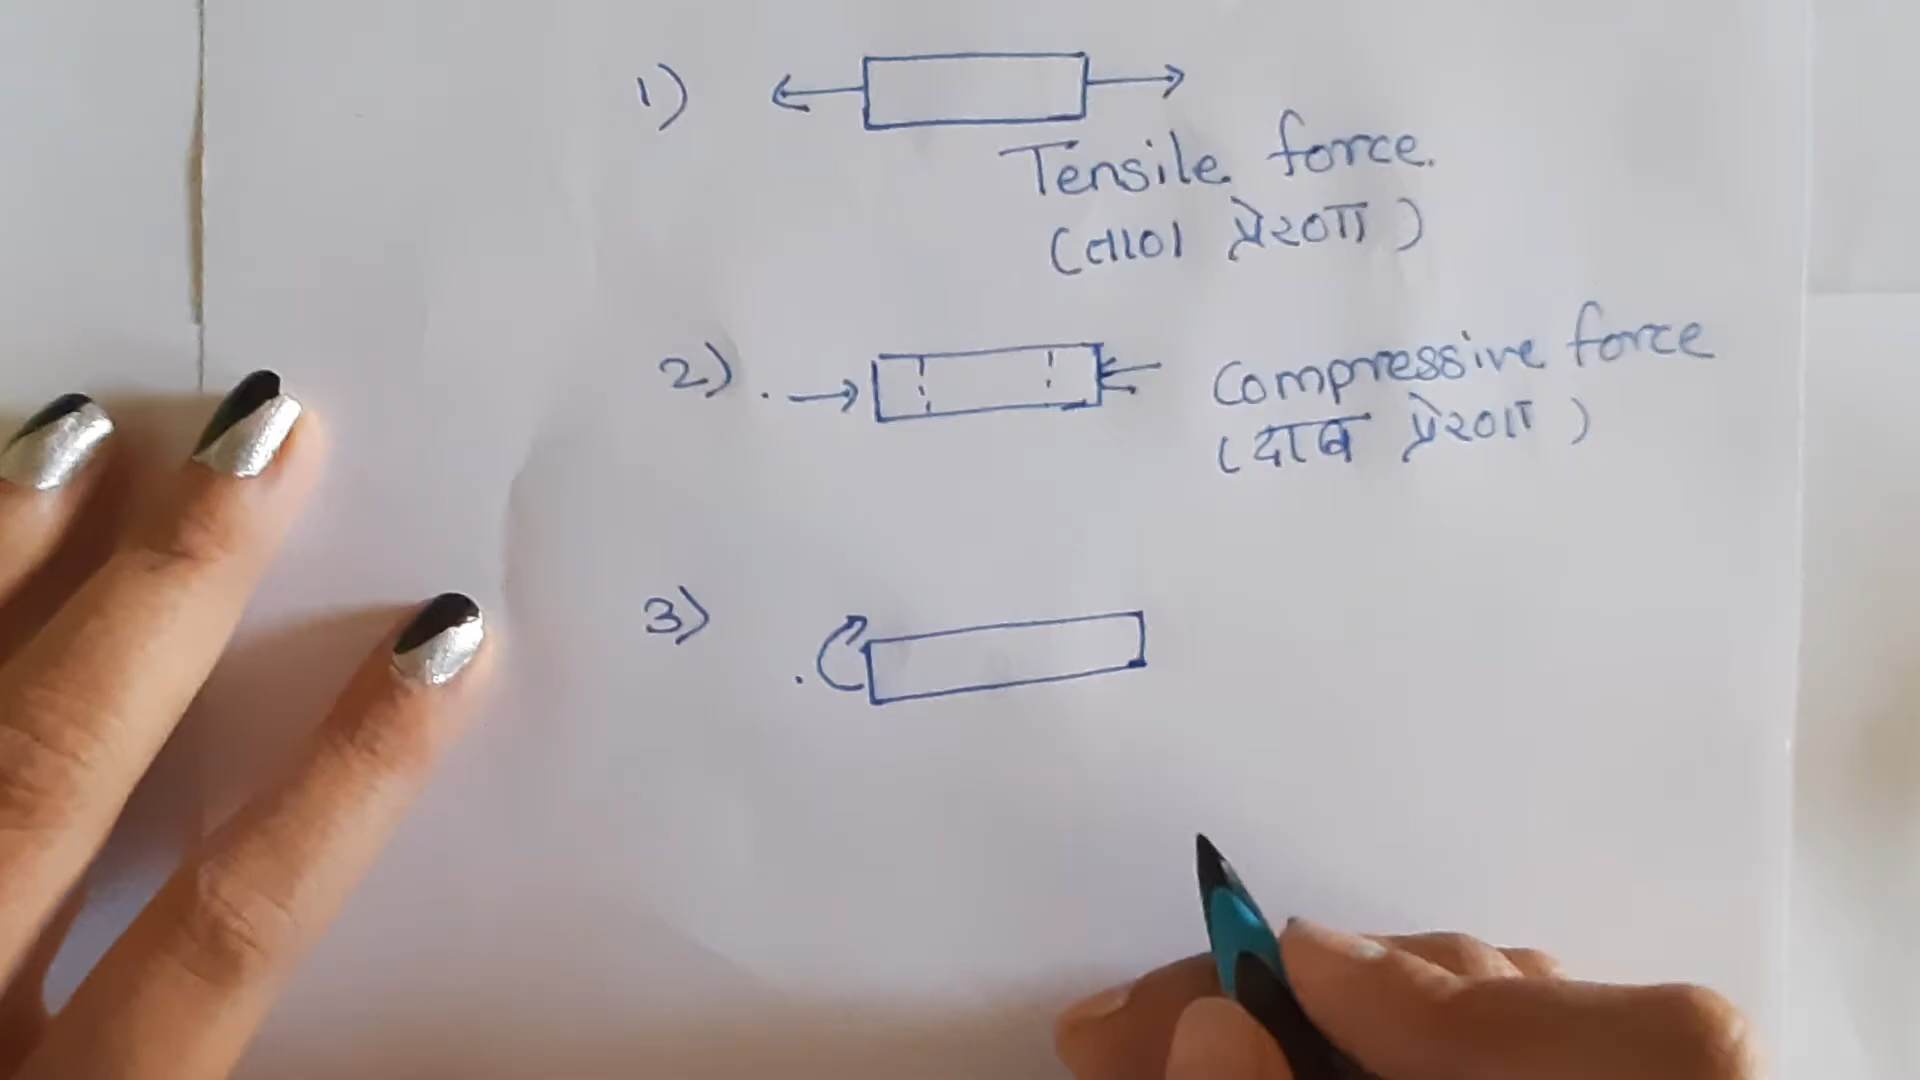 1)
Tensile force.
(ताण प्रेरणा)
2)
Compressive force
(दाब प्रेरणा)
3)